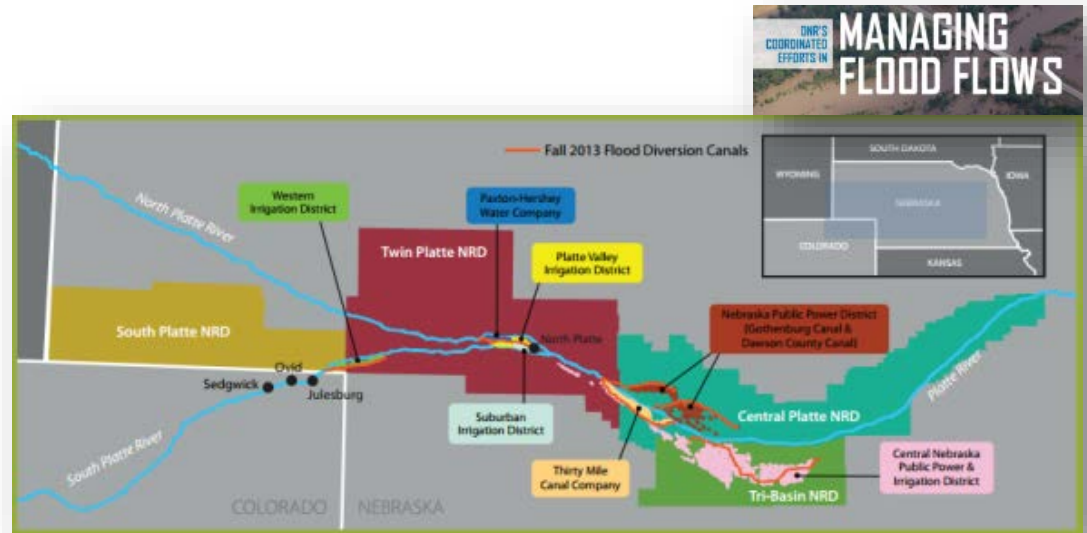 DNR'S
COORDINATED
EFFORTS IN
MANAGING
FLOOD FLOWS
Fall 2013 Flood Diversion Canals
SOUTH DAKOTA
WYOMING
IOWA
NEBRASKA
COLORADO
KANSAS
Western
Irrigation District
Paxton-Hershey
Water Company
North Platte River
Twin Platte NRD
Platte Valley
Irrigation District
Nebraska Public Power District
(Gothenburg Canal &
Dawson County Canal)
South Platte NRD
North Platte
Platte River
Ovid
Sedgwick
Julesburg
Central Platte NRD
Suburban
Irrigation District
South Platte River
Thirty Mile
Canal Company
Central Nebraska
Public Power &
Irrigation District
Tri-Basin NRD
COLORADO
NEBRASKA